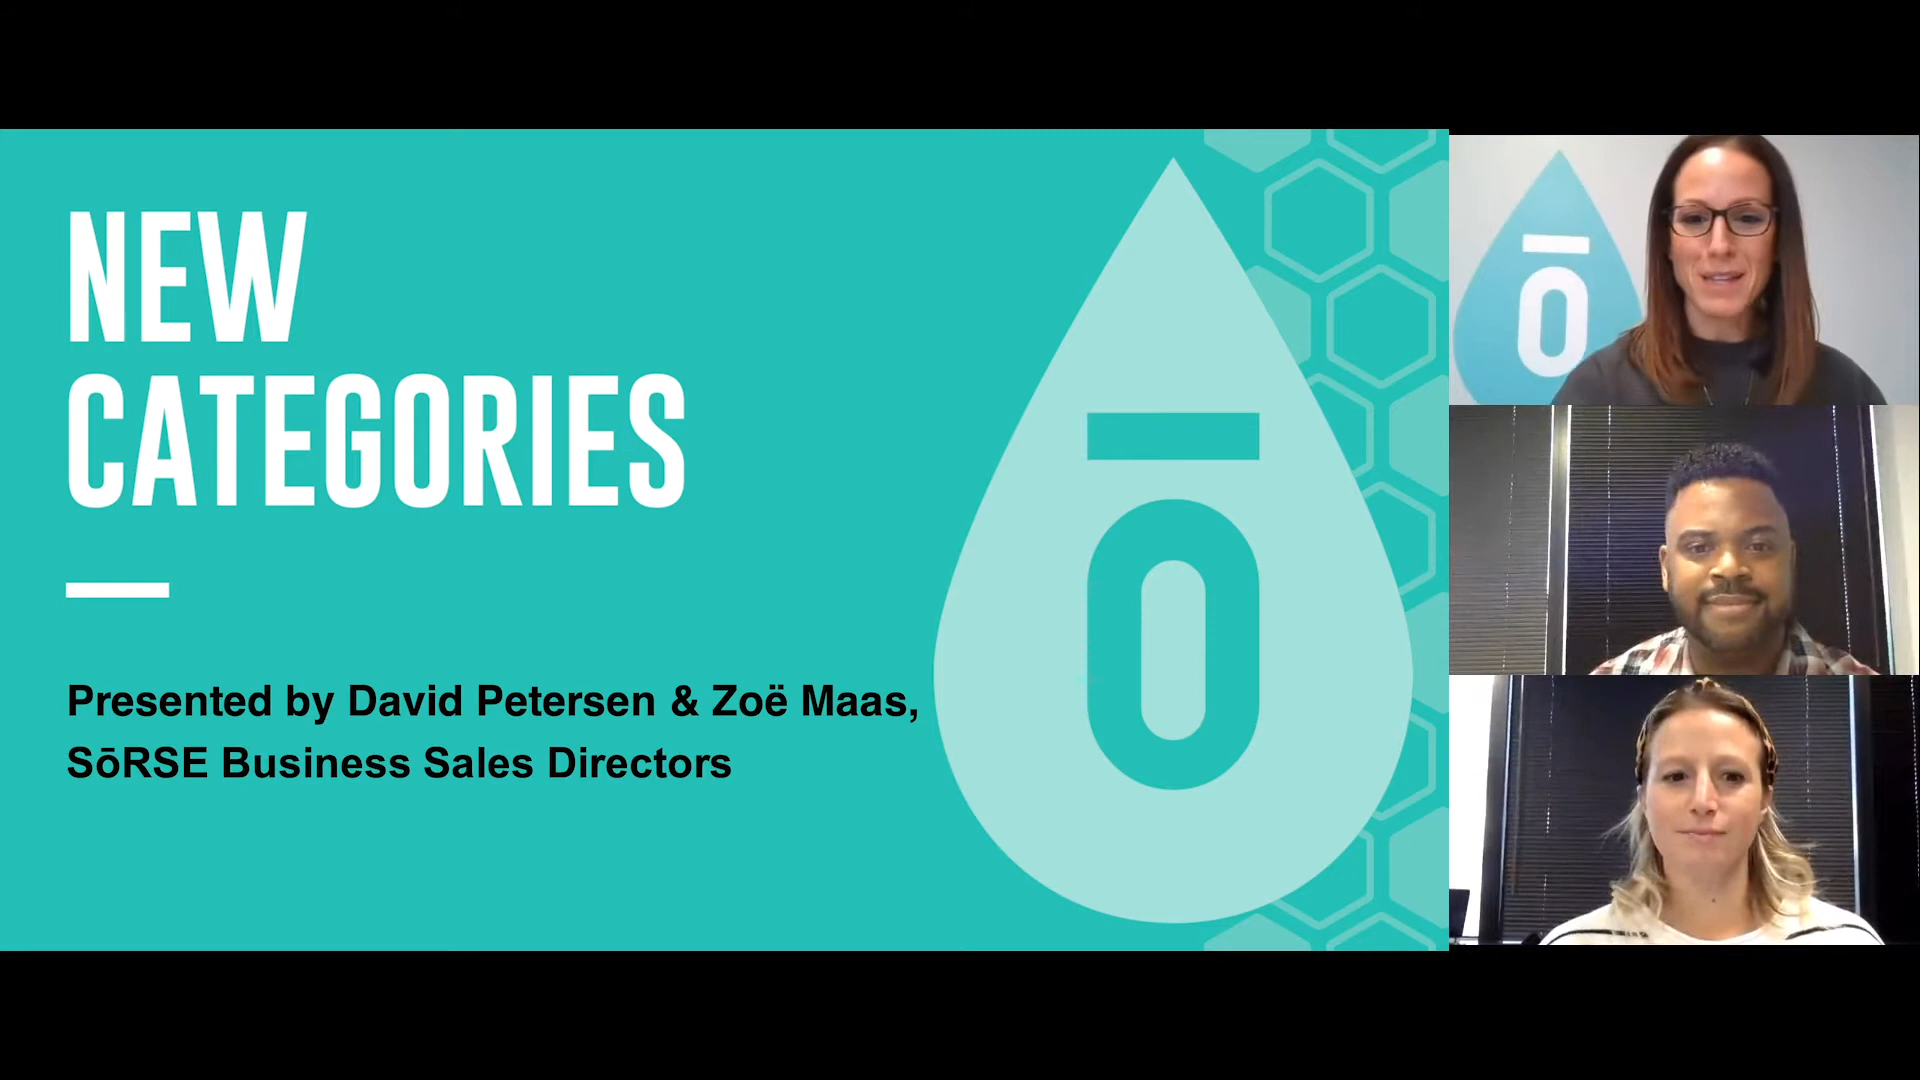 NEW
CATEGORIES
Presented by David Petersen & Zoë Maas,
SōRSE Business Sales Directors
ō
ō